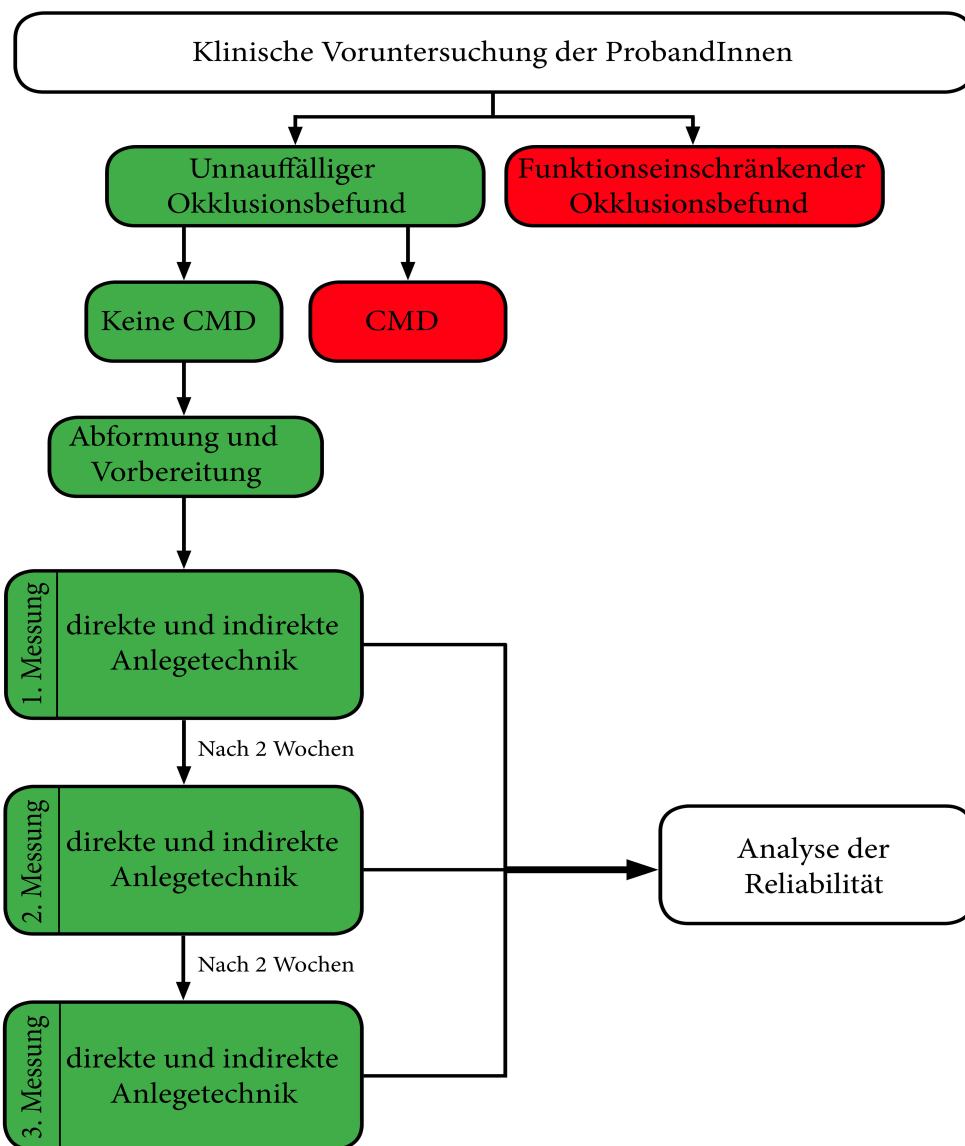 Klinische Voruntersuchung der ProbandInnen
Unnauffälliger
Okklusionsbefund
Funktionseinschränkender
Okklusionsbefund
Keine CMD
CMD
Abformung und
Vorbereitung
1. Messung
direkte und indirekte
Anlegetechnik
Nach 2 Wochen
2. Messung
direkte und indirekte
Anlegetechnik
Analyse der
Reliabilität
Nach 2 Wochen
3. Messung
direkte und indirekte
Anlegetechnik